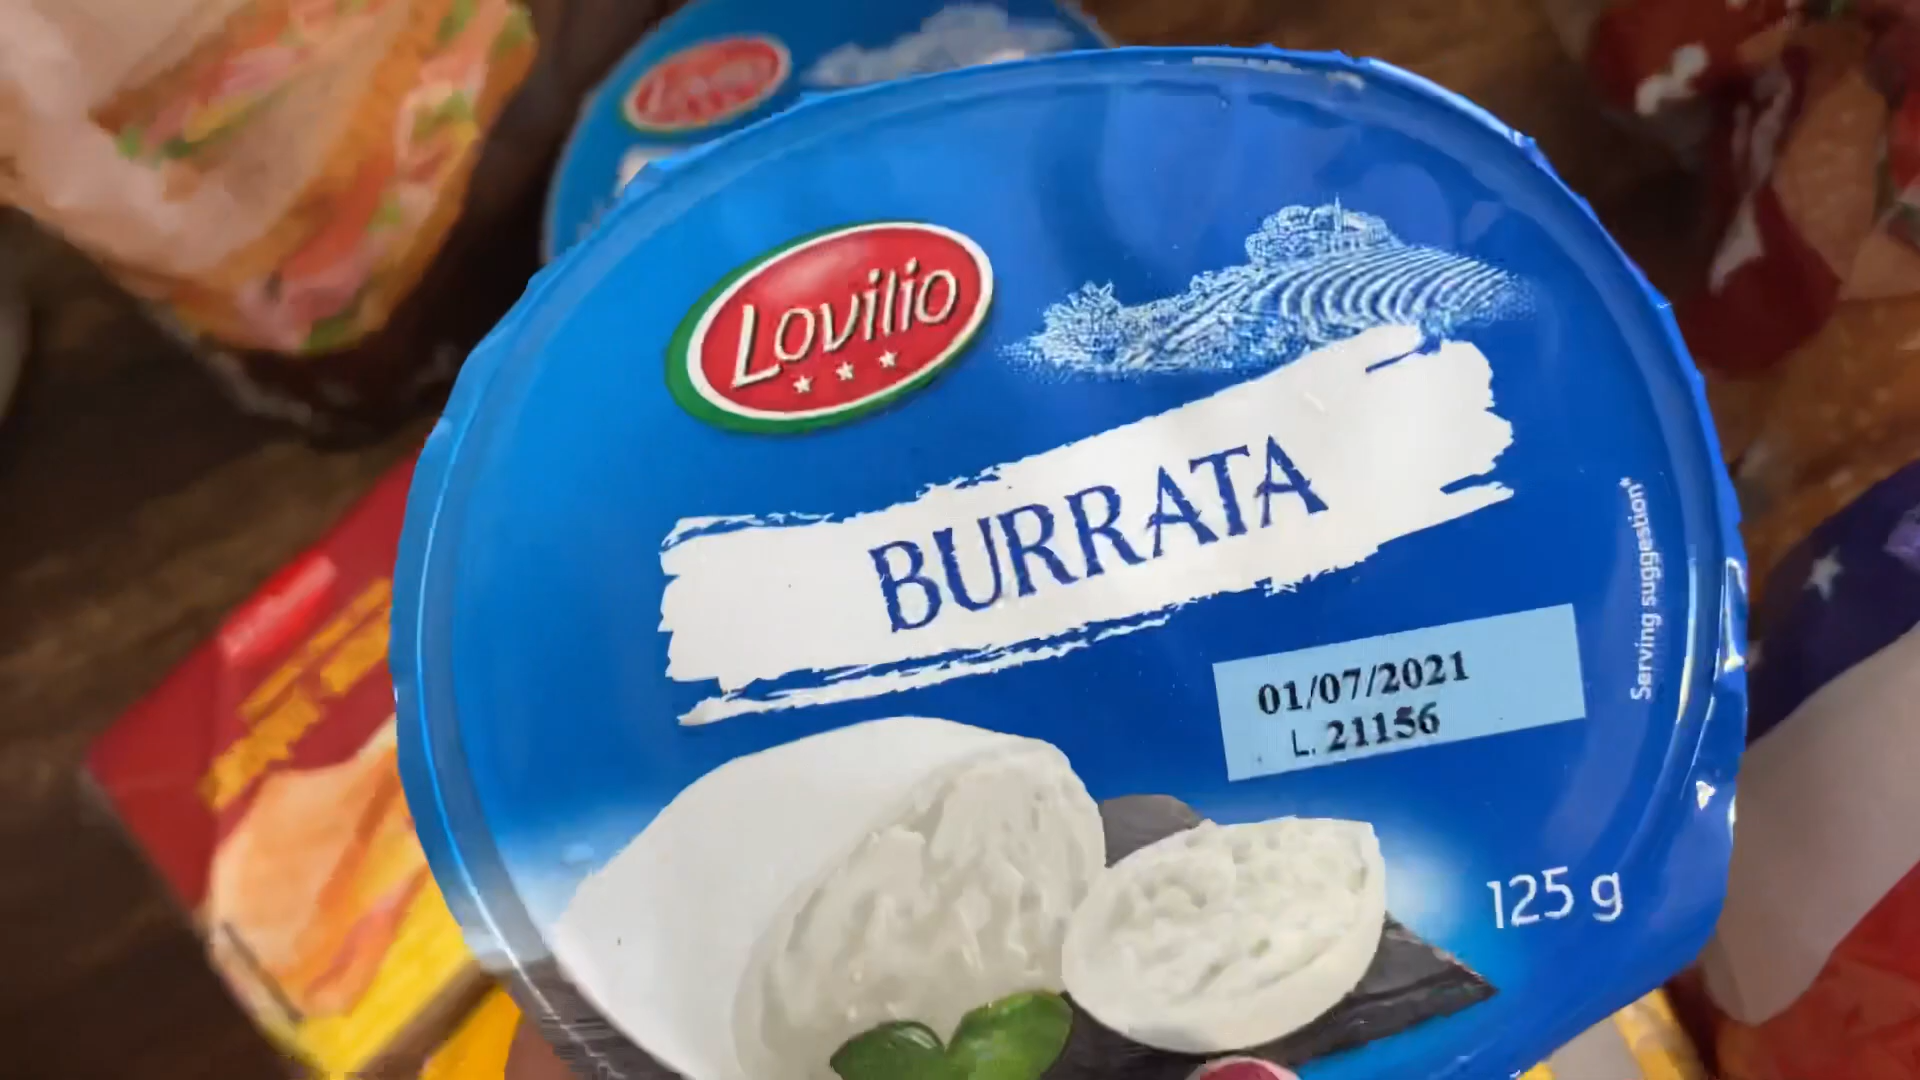 Lovilio
BURRATA
01/07/2021
L. 21156
Serving suggestion*
125 g